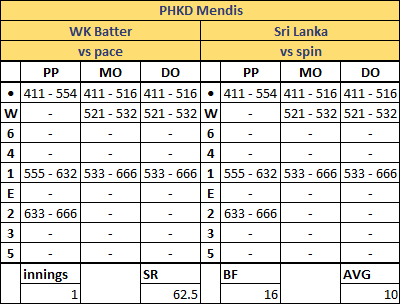 PHKD Mendis
WK Batter Sri Lanka
vs pace vs spin
PP MO DO PP MO DO
• 411 - 554 411 - 516 411 - 516 • 411 - 554 411 - 516 411 - 516
W - 521 - 532 521 - 532 W - 521 - 532 521 - 532
6 - - - 6 - - -
4 - - - 4 - - -
1 555 - 632 533 - 666 533 - 666 1 555 - 632 533 - 666 533 - 666
E - - - E - - -
2 633 - 666 - - 2 633 - 666 - -
3 - - - 3 - - -
5 - - - 5 - - -
innings SR BF AVG
1 62.5 16 10